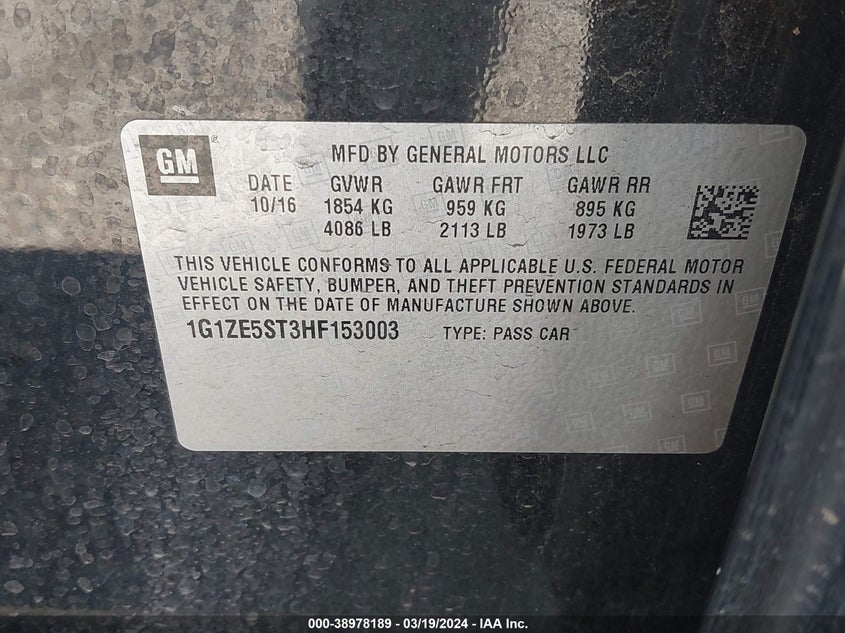 GM
MFD BY GENERAL MOTORS LLC
DATE GVWR GAWR FRT GAWR RR
10/16 1854 KG 959 KG 895 KG
4086 LB 2113 LB 1973 LB
THIS VEHICLE CONFORMS TO ALL APPLICABLE U.S. FEDERAL MOTOR
VEHICLE SAFETY, BUMPER, AND THEFT PREVENTION STANDARDS IN
EFFECT ON THE DATE OF MANUFACTURE SHOWN ABOVE.
1G1ZE5ST3HF153003 TYPE: PASS CAR
000-38978189 - 03/19/2024 - IAA Inc.